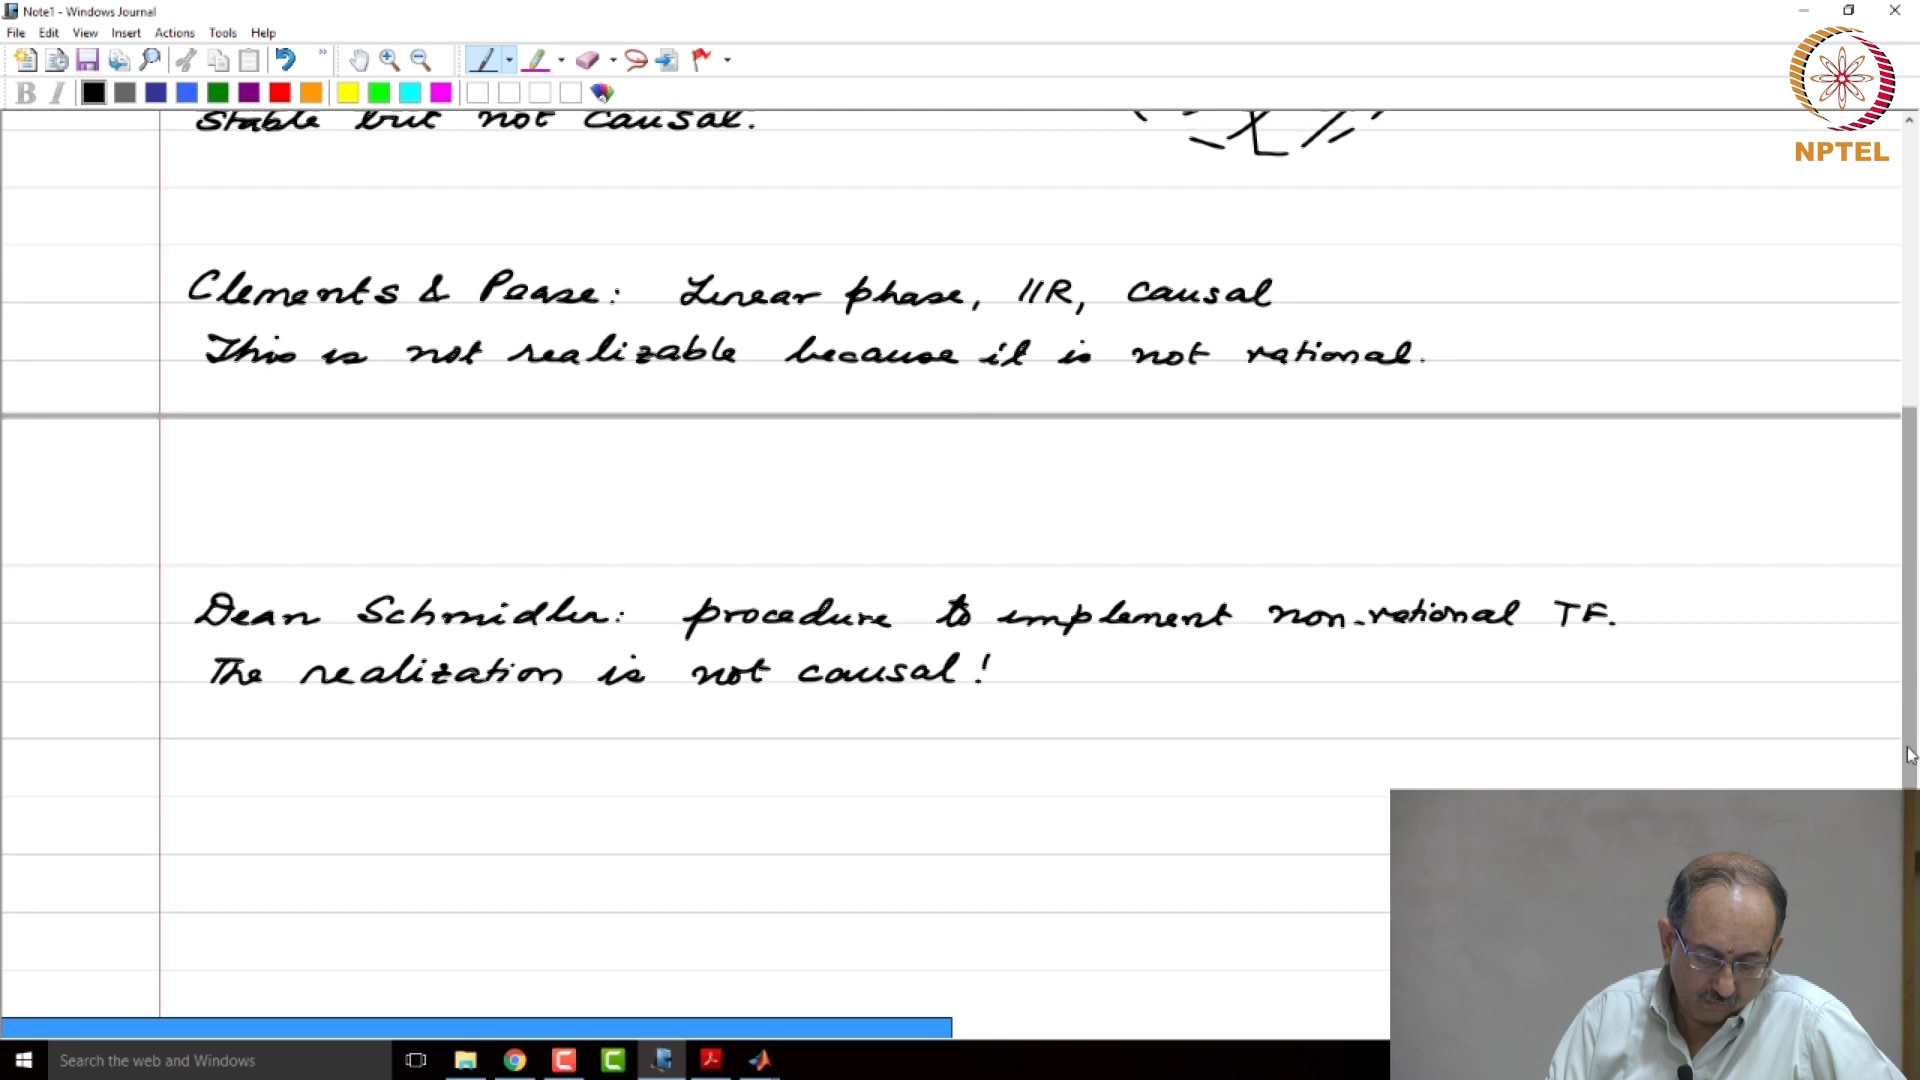 Note1 - Windows Journal
File Edit View Insert Actions Tools Help
B I
NPTEL
Stable but not causal.
Clements & Pease: Linear phase, IIR, causal
This is not realizable because it is not rational.
Dean Schmidler: procedure to implement non-rational TF.
The realization is not causal!
Search the web and Windows